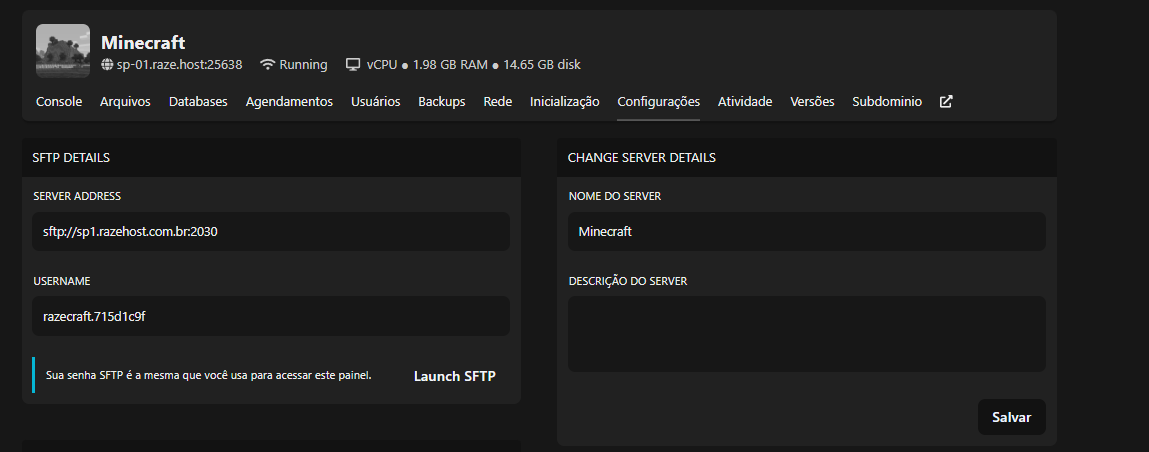 Minecraft
sp-01.raze.host:25638 Running vCPU ● 1.98 GB RAM ● 14.65 GB disk
Console Arquivos Databases Agendamentos Usuários Backups Rede Inicialização Configurações Atividade Versões Subdominio
SFTP DETAILS
SERVER ADDRESS
sftp://sp1.razehost.com.br:2030
USERNAME
razecraft.715d1c9f
Sua senha SFTP é a mesma que você usa para acessar este painel.
Launch SFTP
CHANGE SERVER DETAILS
NOME DO SERVER
Minecraft
DESCRIÇÃO DO SERVER
Salvar